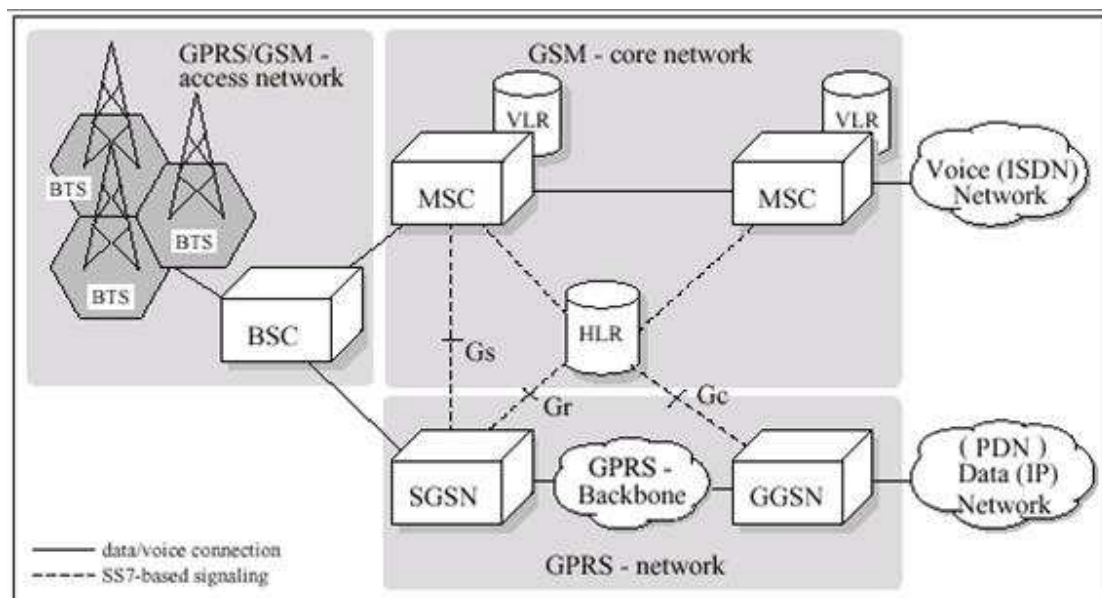 GPRS/GSM -
access network
BTS
BTS
BTS
BSC
GSM - core network
VLR
VLR
MSC
MSC
Voice (ISDN)
Network
HLR
Gs
Gr
Gc
SGSN
GPRS -
Backbone
GGSN
( PDN )
Data (IP)
Network
data/voice connection
SS7-based signaling
GPRS - network